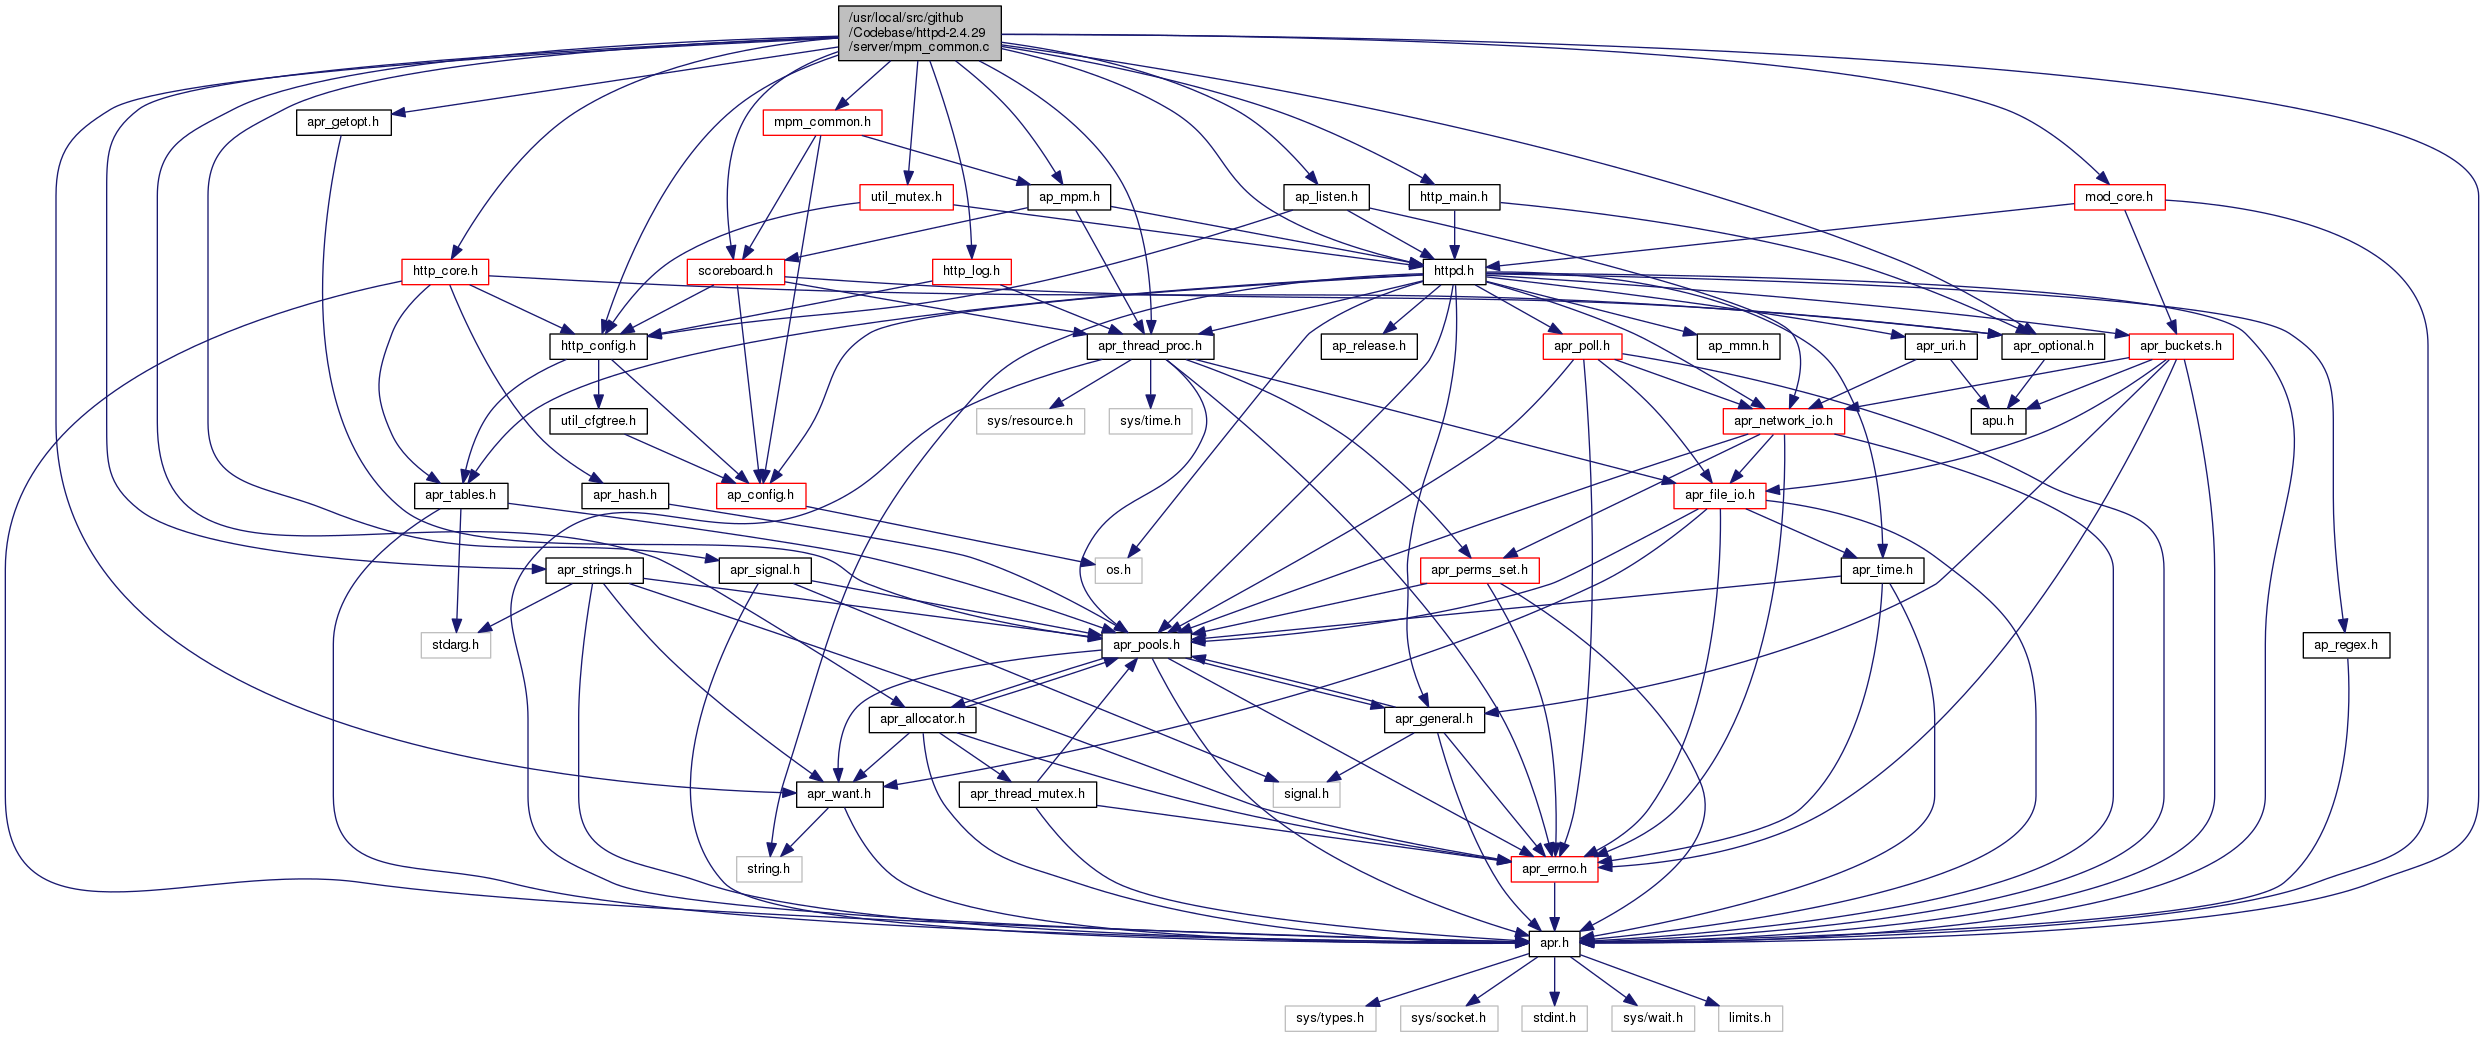 /usr/local/src/github
/Codebase/httpd-2.4.29
/server/mpm_common.c
apr_getopt.h
mpm_common.h
util_mutex.h
ap_mpm.h
ap_listen.h
http_main.h
mod_core.h
http_core.h
scoreboard.h
http_log.h
httpd.h
http_config.h
apr_thread_proc.h
ap_release.h
apr_poll.h
ap_mmn.h
apr_uri.h
apr_optional.h
apr_buckets.h
util_cfgtree.h
sys/resource.h
sys/time.h
apr_network_io.h
apu.h
apr_tables.h
apr_hash.h
ap_config.h
apr_file_io.h
apr_strings.h
apr_signal.h
os.h
apr_perms_set.h
apr_time.h
stdarg.h
apr_pools.h
ap_regex.h
apr_allocator.h
apr_general.h
apr_want.h
apr_thread_mutex.h
signal.h
string.h
apr_errno.h
apr.h
sys/types.h
sys/socket.h
stdint.h
sys/wait.h
limits.h